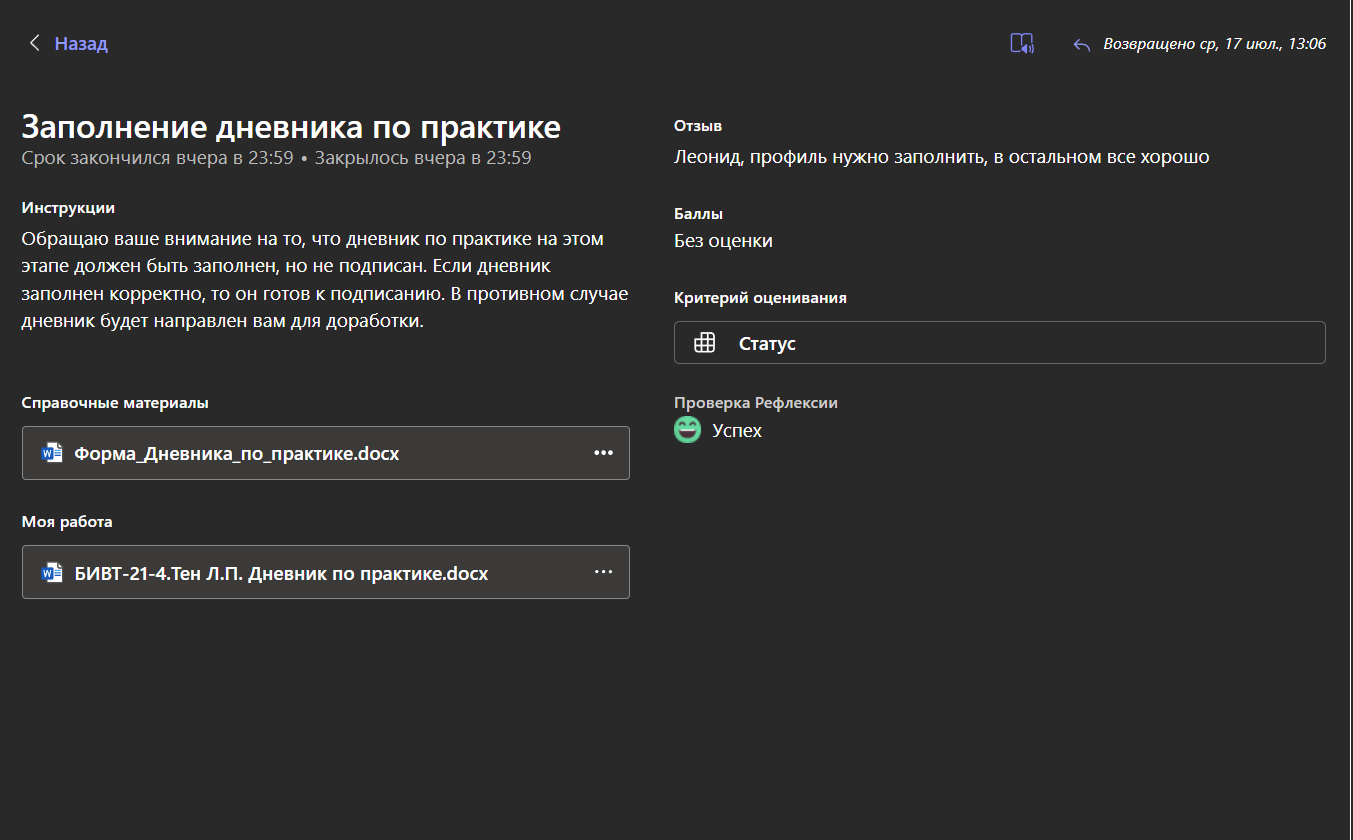 Назад
Возвращено ср, 17 июл., 13:06
Заполнение дневника по практике
Срок закончился вчера в 23:59 • Закрылось вчера в 23:59
Инструкции
Обращаю ваше внимание на то, что дневник по практике на этом
этапе должен быть заполнен, но не подписан. Если дневник
заполнен корректно, то он готов к подписанию. В противном случае
дневник будет направлен вам для доработки.
Справочные материалы
Форма_Дневника_по_практике.docx
Моя работа
БИВТ-21-4.Тен Л.П. Дневник по практике.docx
Отзыв
Леонид, профиль нужно заполнить, в остальном все хорошо
Баллы
Без оценки
Критерий оценивания
Статус
Проверка Рефлексии
Успех